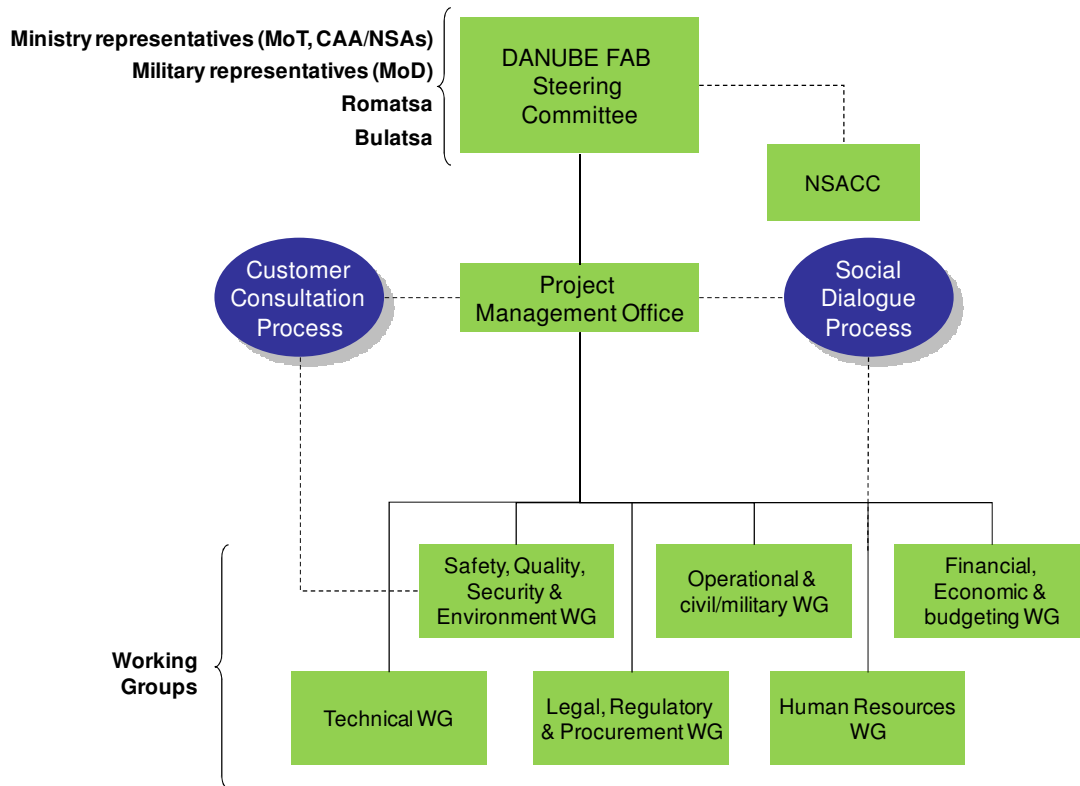 Ministry representatives (MoT, CAA/NSAs)
Military representatives (MoD)
Romatsa
Bulatsa
DANUBE FAB
Steering
Committee
NSACC
Customer
Consultation
Process
Project
Management Office
Social
Dialogue
Process
Working
Groups
Safety, Quality,
Security &
Environment WG
Operational &
civil/military WG
Financial,
Economic &
budgeting WG
Technical WG
Legal, Regulatory
& Procurement WG
Human Resources
WG